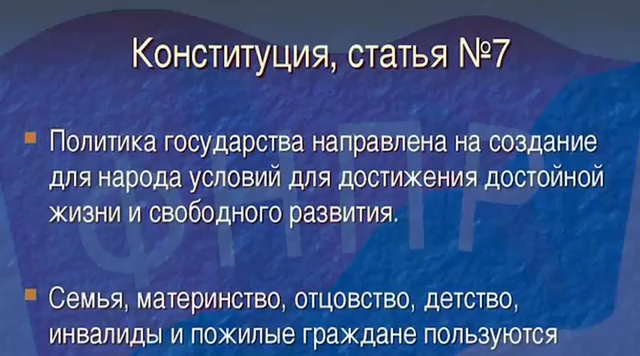 Конституция, статья №7
Политика государства направлена на создание
для народа условий для достижения достойной
жизни и свободного развития.
ФНПР
Семья, материнство, отцовство, детство,
инвалиды и пожилые граждане пользуются